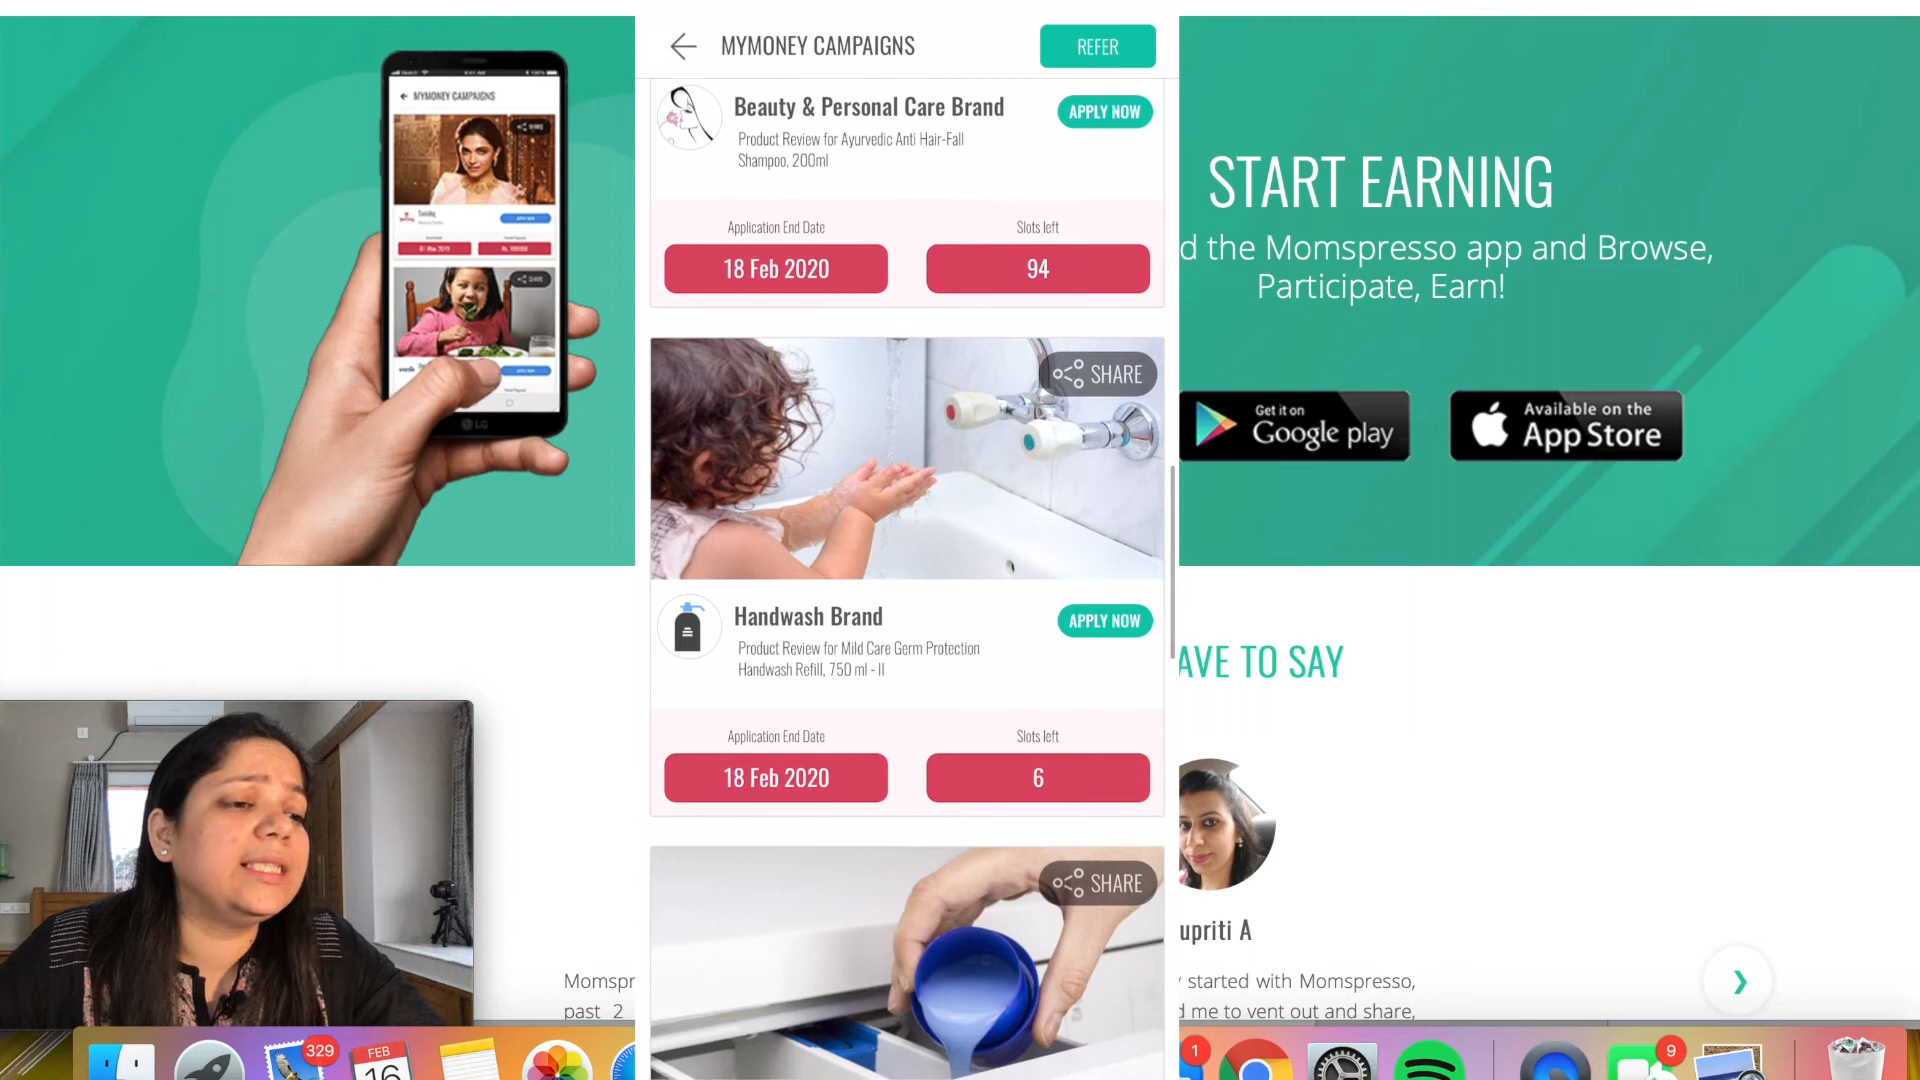 MYMONEY CAMPAIGNS
MYMONEY CAMPAIGNS
REFER
Beauty & Personal Care Brand
APPLY NOW
Product Review for Ayurvedic Anti Hair-Fall
Shampoo, 200ml
Application End Date
Slots left
18 Feb 2020
94
SHARE
Handwash Brand
APPLY NOW
Product Review for Mild Care Germ Protection
Handwash Refill, 750 ml - II
Application End Date
Slots left
18 Feb 2020
6
SHARE
START EARNING
d the Momspresso app and Browse,
Participate, Earn!
Get it on
Google play
Available on the
App Store
AVE TO SAY
upriti A
started with Momspresso,
d me to vent out and share,
Momspr
past 2
LG
329
FEB
16
1
9